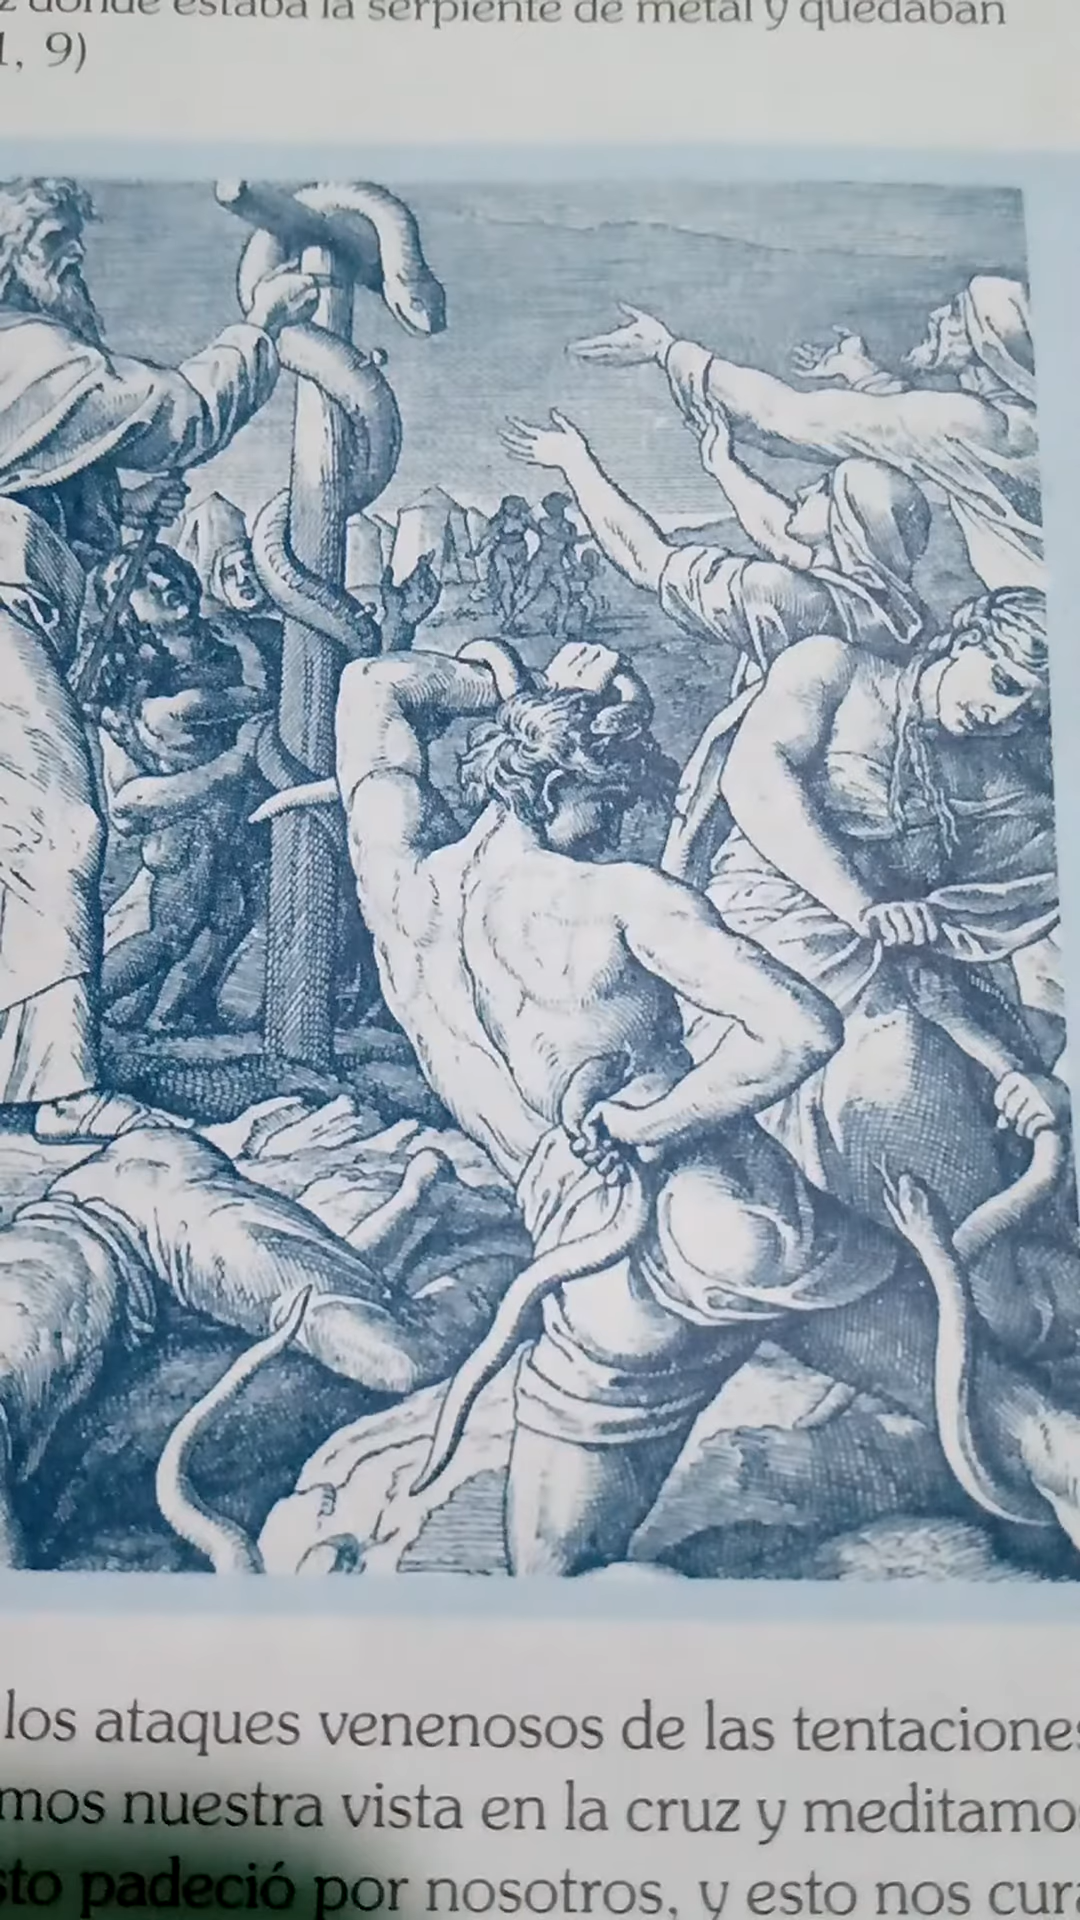 donde estaba la serpiente de metal y quedaban
1, 9)
los ataques venenosos de las tentaciones
mos nuestra vista en la cruz y meditamo
sto padeció por nosotros, y esto nos cura